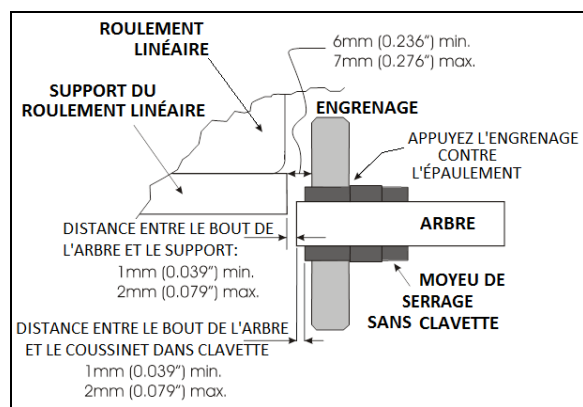 ROULEMENT
LINÉAIRE
6mm (0.236") min.
7mm (0.276") max.
SUPPORT DU
ROULEMENT LINÉAIRE
ENGRENAGE
APPUYEZ L'ENGRENAGE
CONTRE
L'ÉPAULEMENT
DISTANCE ENTRE LE BOUT DE
L'ARBRE ET LE SUPPORT:
1mm (0.039") min.
2mm (0.079") max.
ARBRE
MOYEU DE
SERRAGE
SANS CLAVETTE
DISTANCE ENTRE LE BOUT DE L'ARBRE
ET LE COUSSINET DANS CLAVETTE
1mm (0.039") min.
2mm (0.079") max.